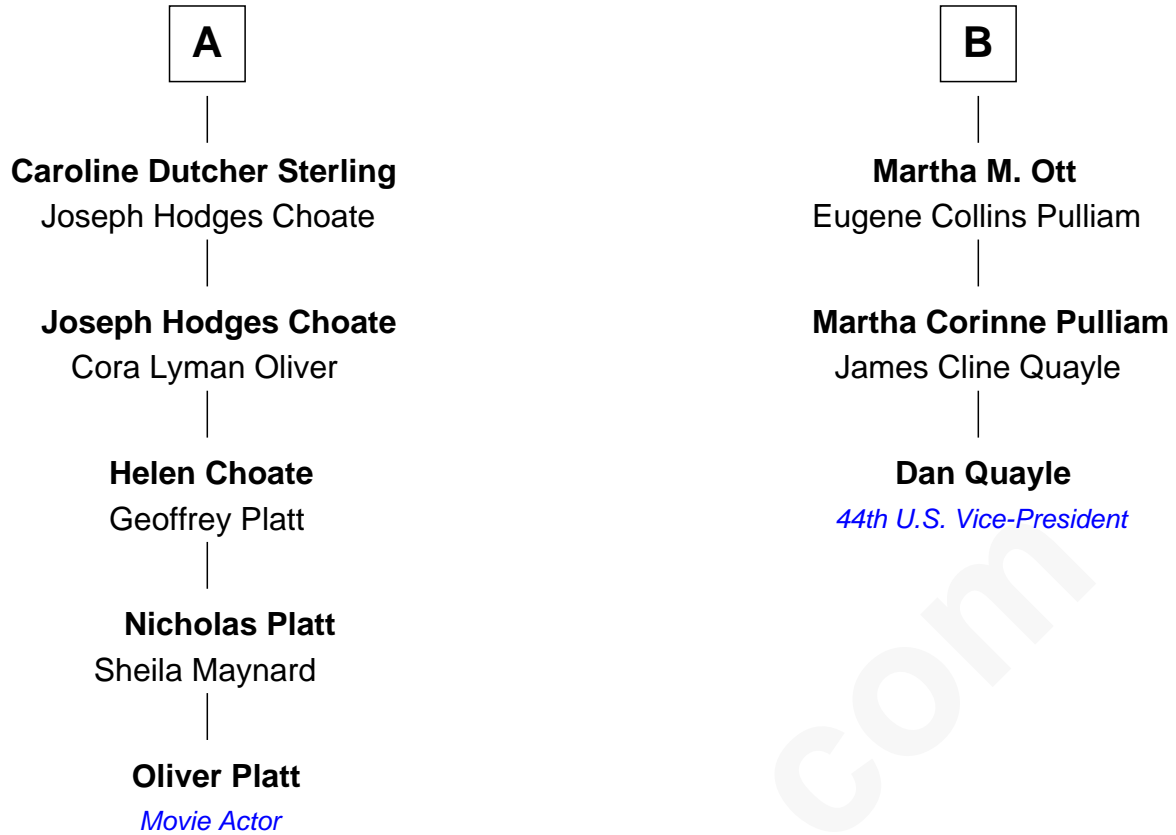 A
Caroline Dutcher Sterling
Joseph Hodges Choate
Joseph Hodges Choate
Cora Lyman Oliver
Helen Choate
Geoffrey Platt
Nicholas Platt
Sheila Maynard
Oliver Platt
Movie Actor
B
Martha M. Ott
Eugene Collins Pulliam
Martha Corinne Pulliam
James Cline Quayle
Dan Quayle
44th U.S. Vice-President
com